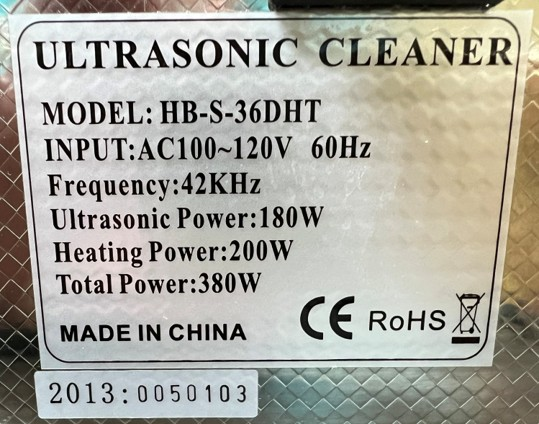 ULTRASONIC CLEANER
MODEL: HB-S-36DHT
INPUT:AC100~120V 60Hz
Frequency:42KHz
Ultrasonic Power:180W
Heating Power:200W
Total Power:380W
MADE IN CHINA CE RoHS
2013:0050103